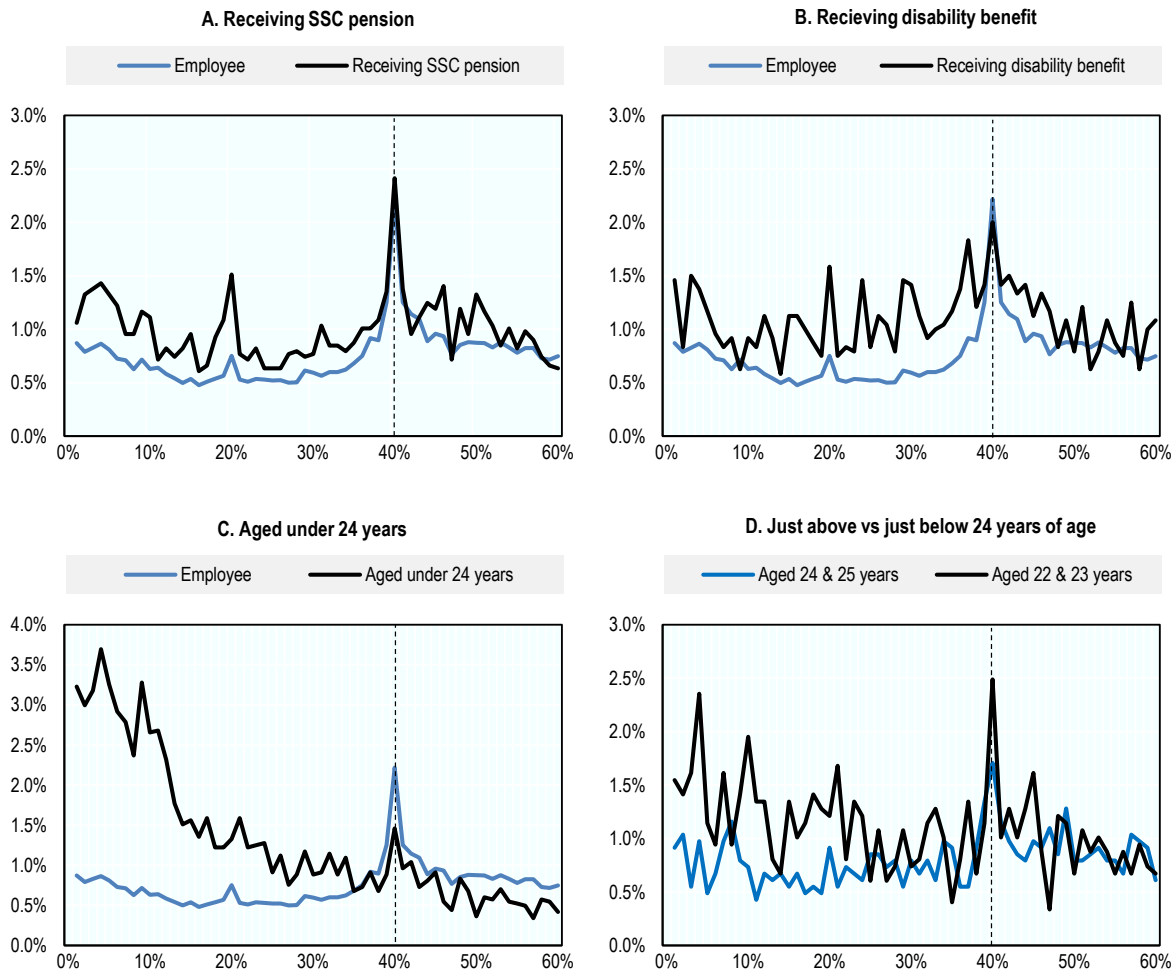 A. Receiving SSC pension
Employee Receiving SSC pension
3.0%
2.5%
2.0%
1.5%
1.0%
0.5%
0.0%
0% 10% 20% 30% 40% 50% 60%
B. Recieving disability benefit
Employee Receiving disability benefit
3.0%
2.5%
2.0%
1.5%
1.0%
0.5%
0.0%
0% 10% 20% 30% 40% 50% 60%
C. Aged under 24 years
Employee Aged under 24 years
4.0%
3.5%
3.0%
2.5%
2.0%
1.5%
1.0%
0.5%
0.0%
0% 10% 20% 30% 40% 50% 60%
D. Just above vs just below 24 years of age
Aged 24 & 25 years Aged 22 & 23 years
3.0%
2.5%
2.0%
1.5%
1.0%
0.5%
0.0%
0% 10% 20% 30% 40% 50% 60%